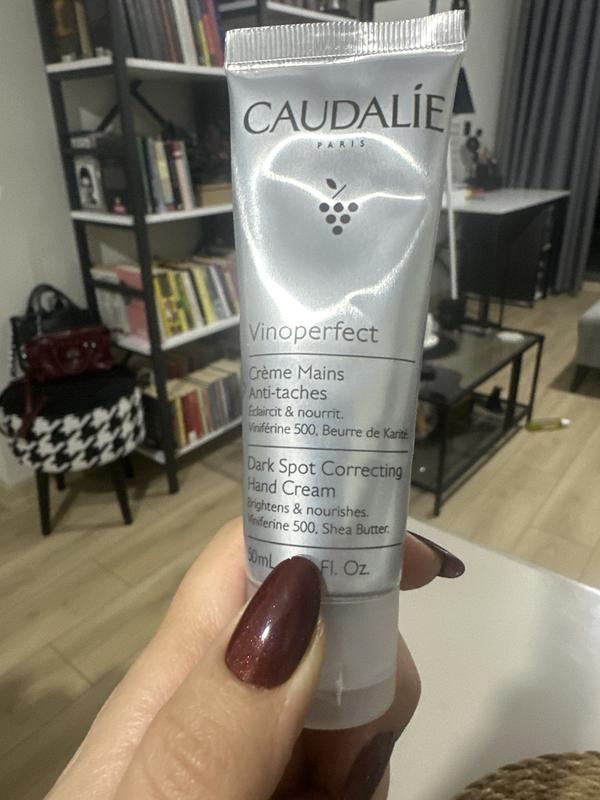 CAUDALÍE
PARIS
Vinoperfect
Crème Mains
Anti-taches
Éclaircit & nourrit.
Viniférine 500, Beurre de Karité.
Dark Spot Correcting
Hand Cream
Brightens & nourishes.
Viniferine 500, Shea Butter.
50mL Fl. Oz.